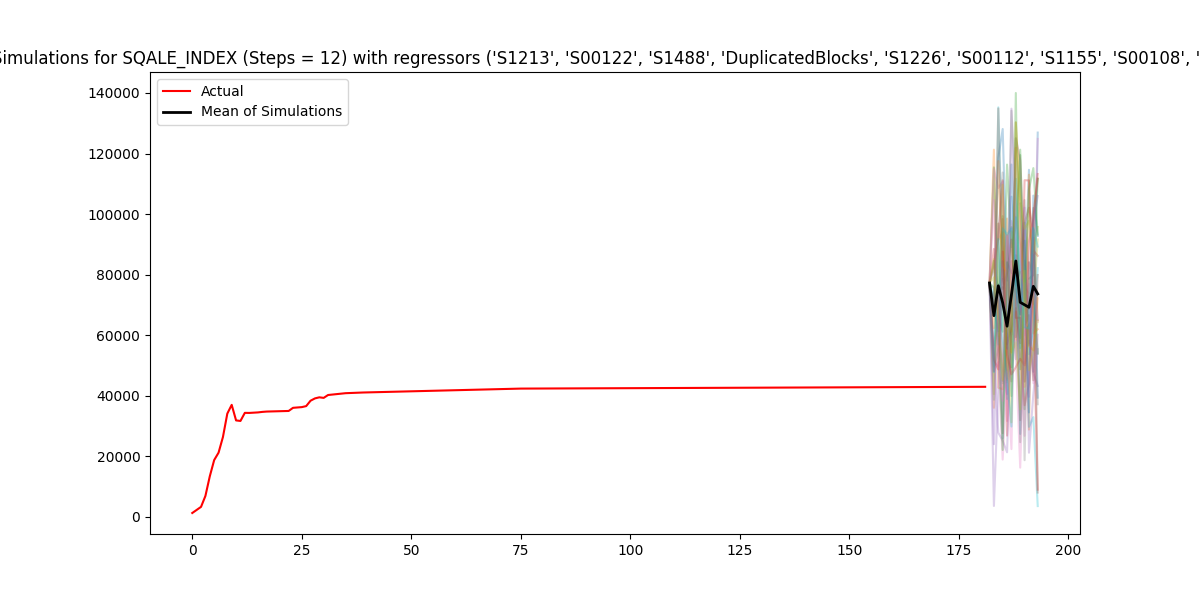 Simulations for SQALE_INDEX (Steps = 12) with regressors ('S1213', 'S00122', 'S1488', 'DuplicatedBlocks', 'S1226', 'S00112', 'S1155', 'S00108', '
Actual
Mean of Simulations
140000
120000
100000
80000
60000
40000
20000
0
0 25 50 75 100 125 150 175 200